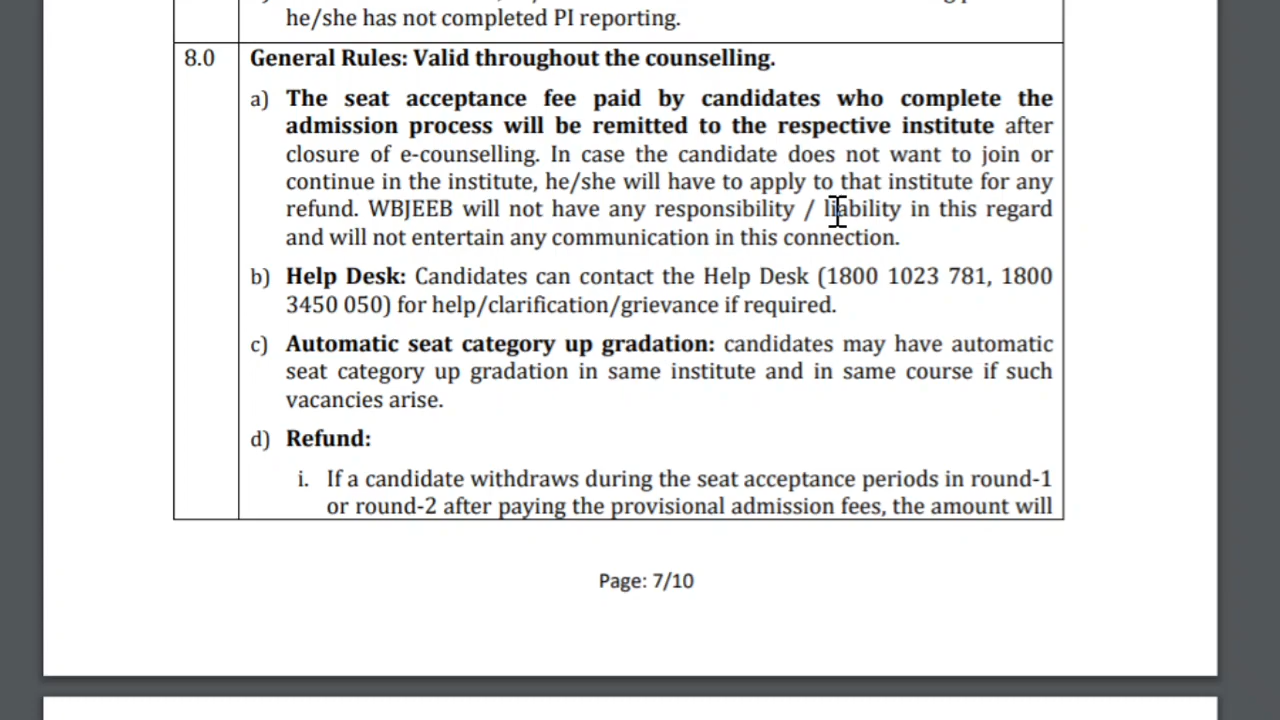 he/she has not completed PI reporting.
8.0 General Rules: Valid throughout the counselling.
a) The seat acceptance fee paid by candidates who complete the
admission process will be remitted to the respective institute after
closure of e-counselling. In case the candidate does not want to join or
continue in the institute, he/she will have to apply to that institute for any
refund. WBJEEB will not have any responsibility / liability in this regard
and will not entertain any communication in this connection.
b) Help Desk: Candidates can contact the Help Desk (1800 1023 781, 1800
3450 050) for help/clarification/grievance if required.
c) Automatic seat category up gradation: candidates may have automatic
seat category up gradation in same institute and in same course if such
vacancies arise.
d) Refund:
i. If a candidate withdraws during the seat acceptance periods in round-1
or round-2 after paying the provisional admission fees, the amount will
Page: 7/10